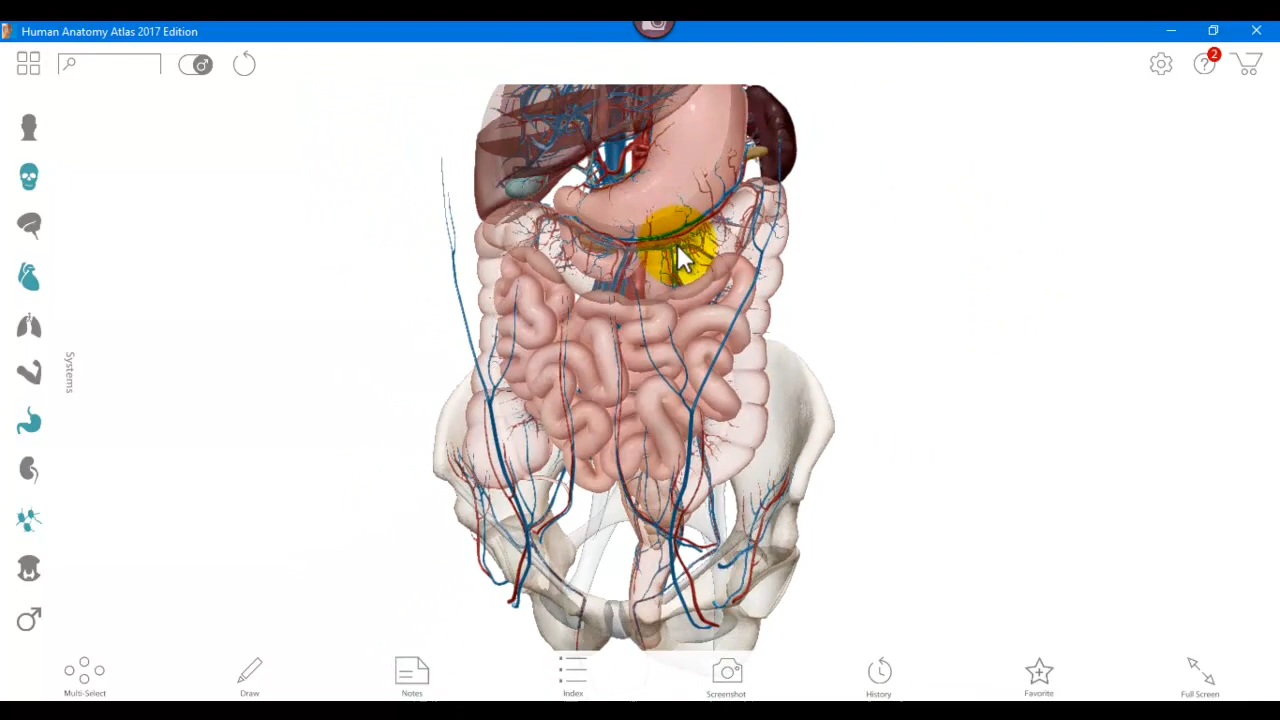 Human Anatomy Atlas 2017 Edition
2
Systems
Multi-Select
Draw
Notes
Index
Screenshot
History
Favorite
Full Screen